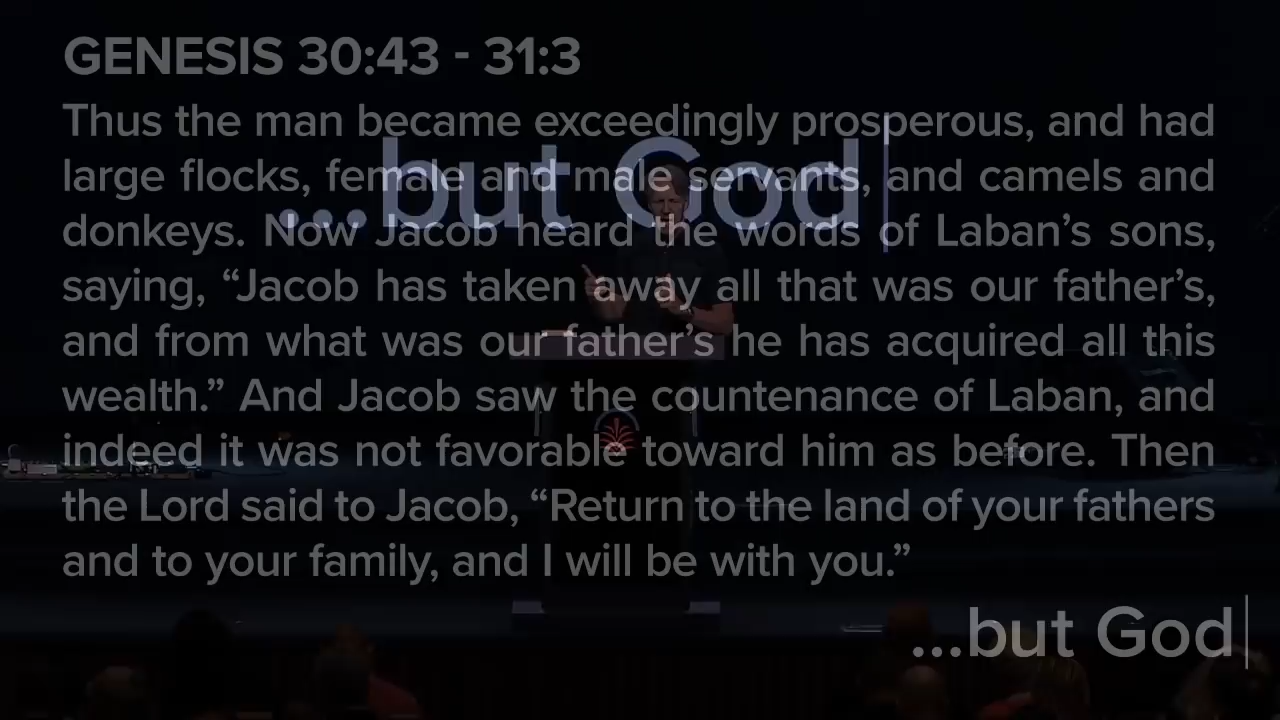 GENESIS 30:43 - 31:3
Thus the man became exceedingly prosperous, and had
large flocks, female and male servants, and camels and
donkeys. Now Jacob heard the words of Laban’s sons,
saying, “Jacob has taken away all that was our father’s,
and from what was our father’s he has acquired all this
wealth.” And Jacob saw the countenance of Laban, and
indeed it was not favorable toward him as before. Then
the Lord said to Jacob, “Return to the land of your fathers
and to your family, and I will be with you.”
...but God
...but God